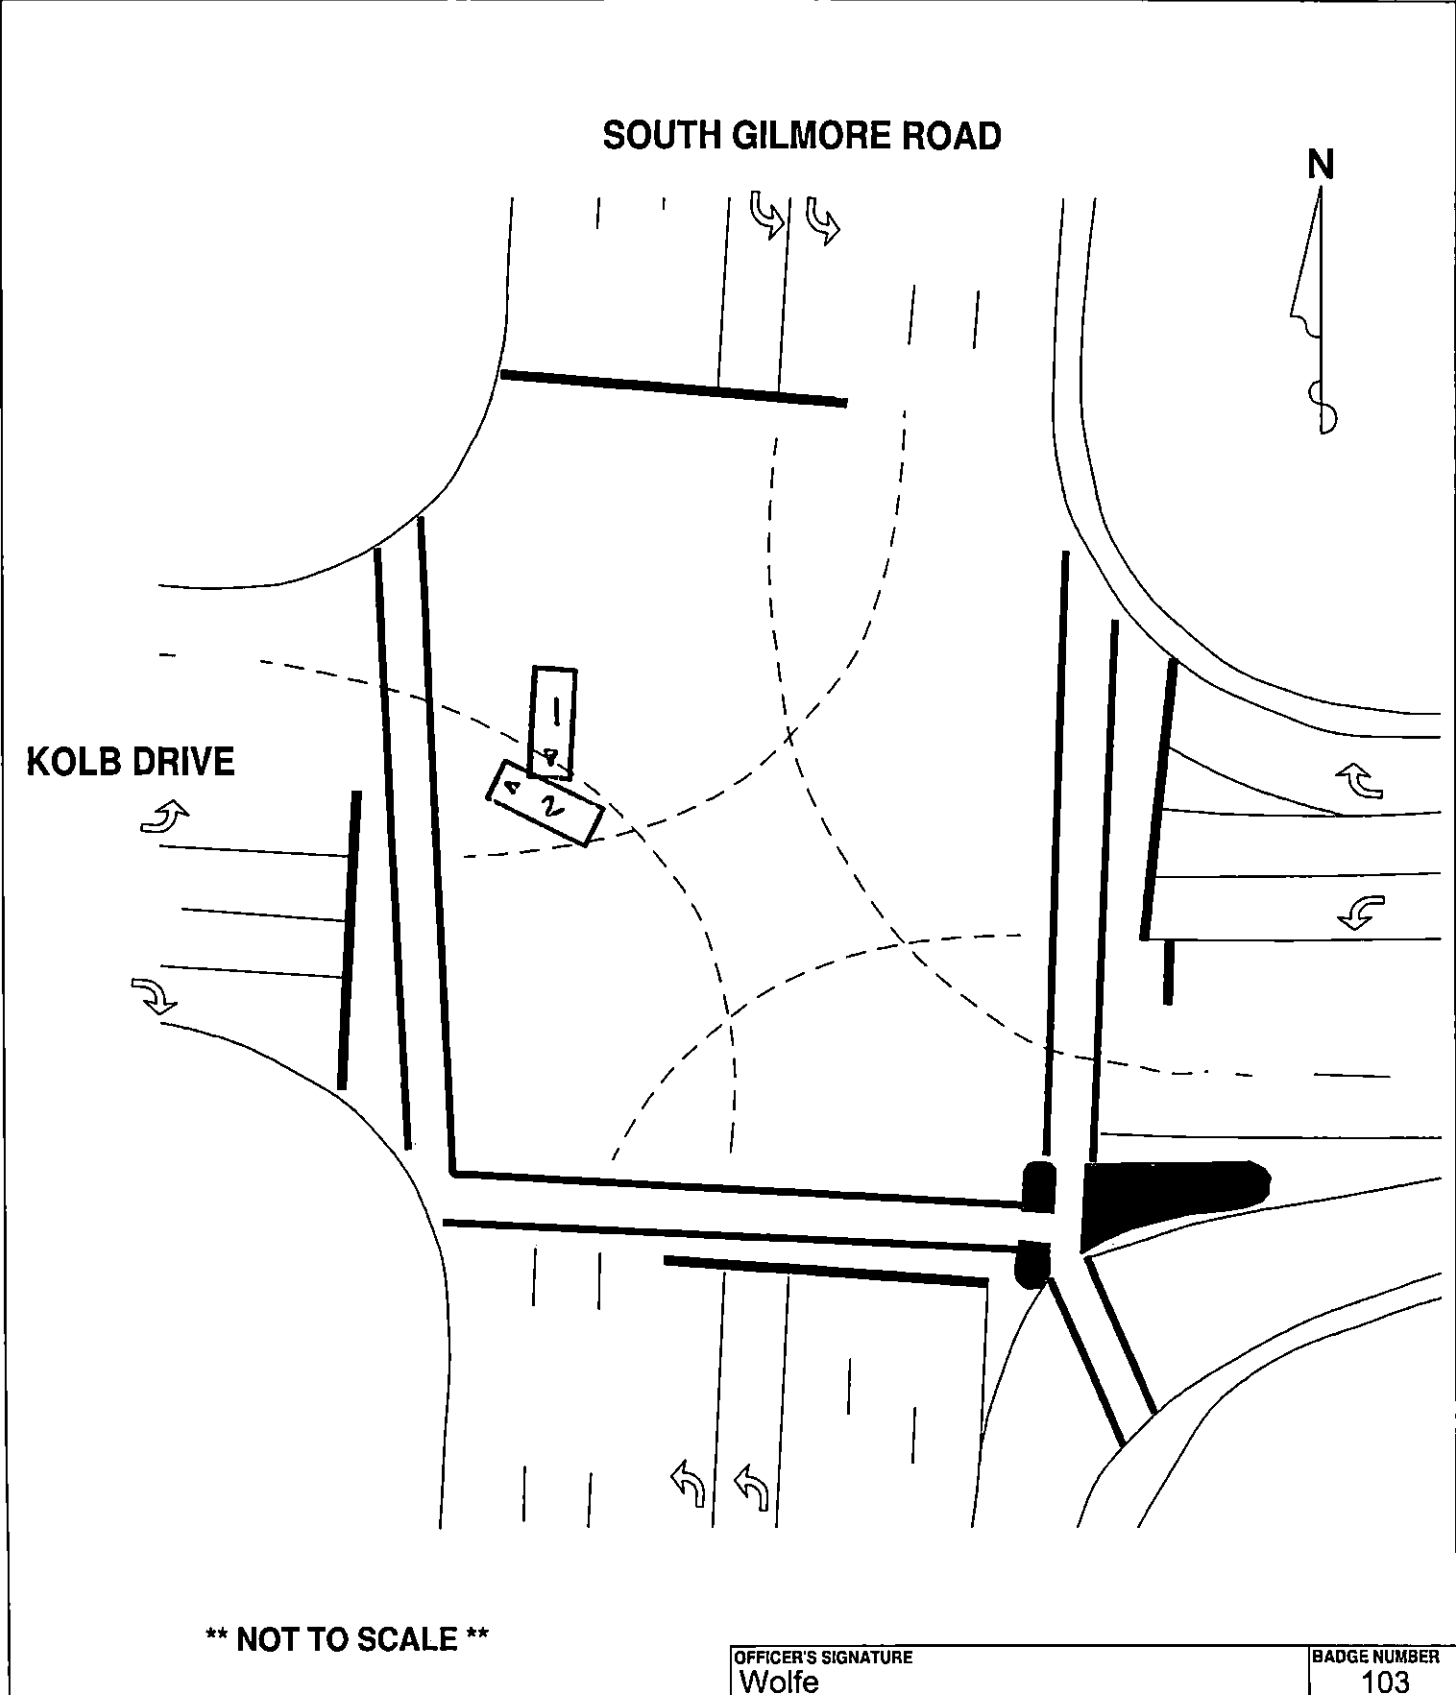 SOUTH GILMORE ROAD
N
KOLB DRIVE
1
2
** NOT TO SCALE **
OFFICER'S SIGNATURE
Wolfe
BADGE NUMBER
103